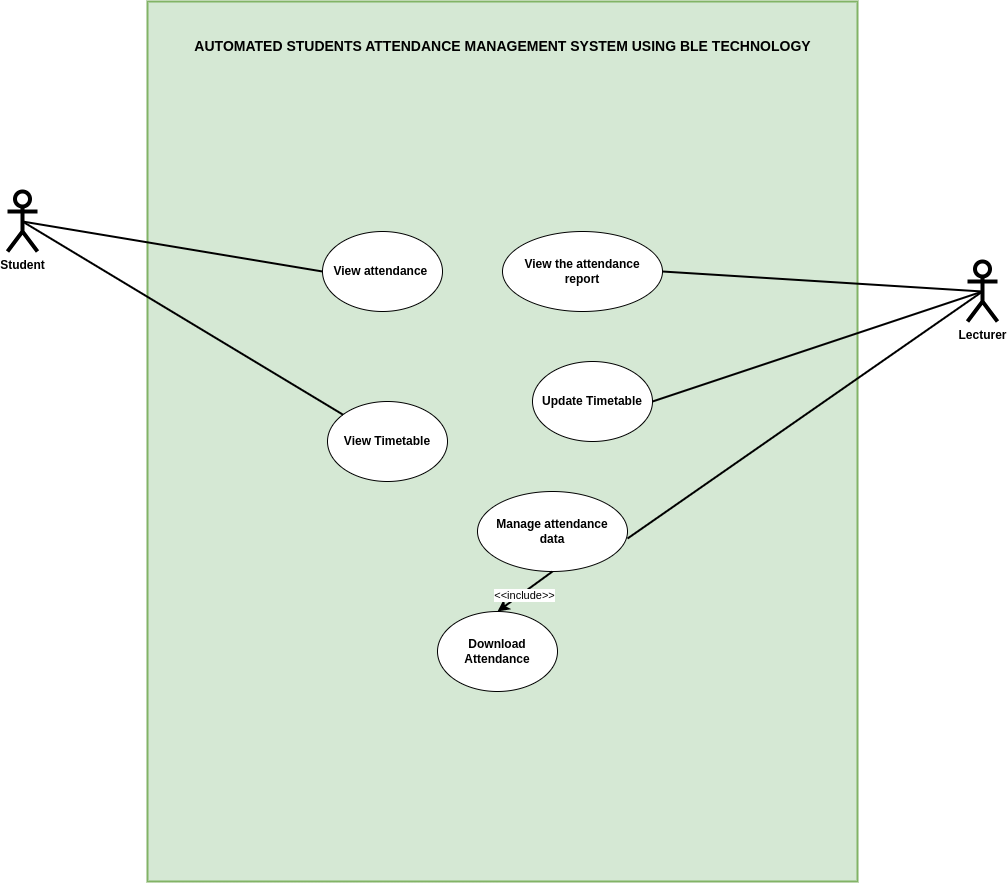 AUTOMATED STUDENTS ATTENDANCE MANAGEMENT SYSTEM USING BLE TECHNOLOGY
Student
View attendance
View the attendance
report
Lecturer
Update Timetable
View Timetable
Manage attendance
data
<<include>>
Download
Attendance